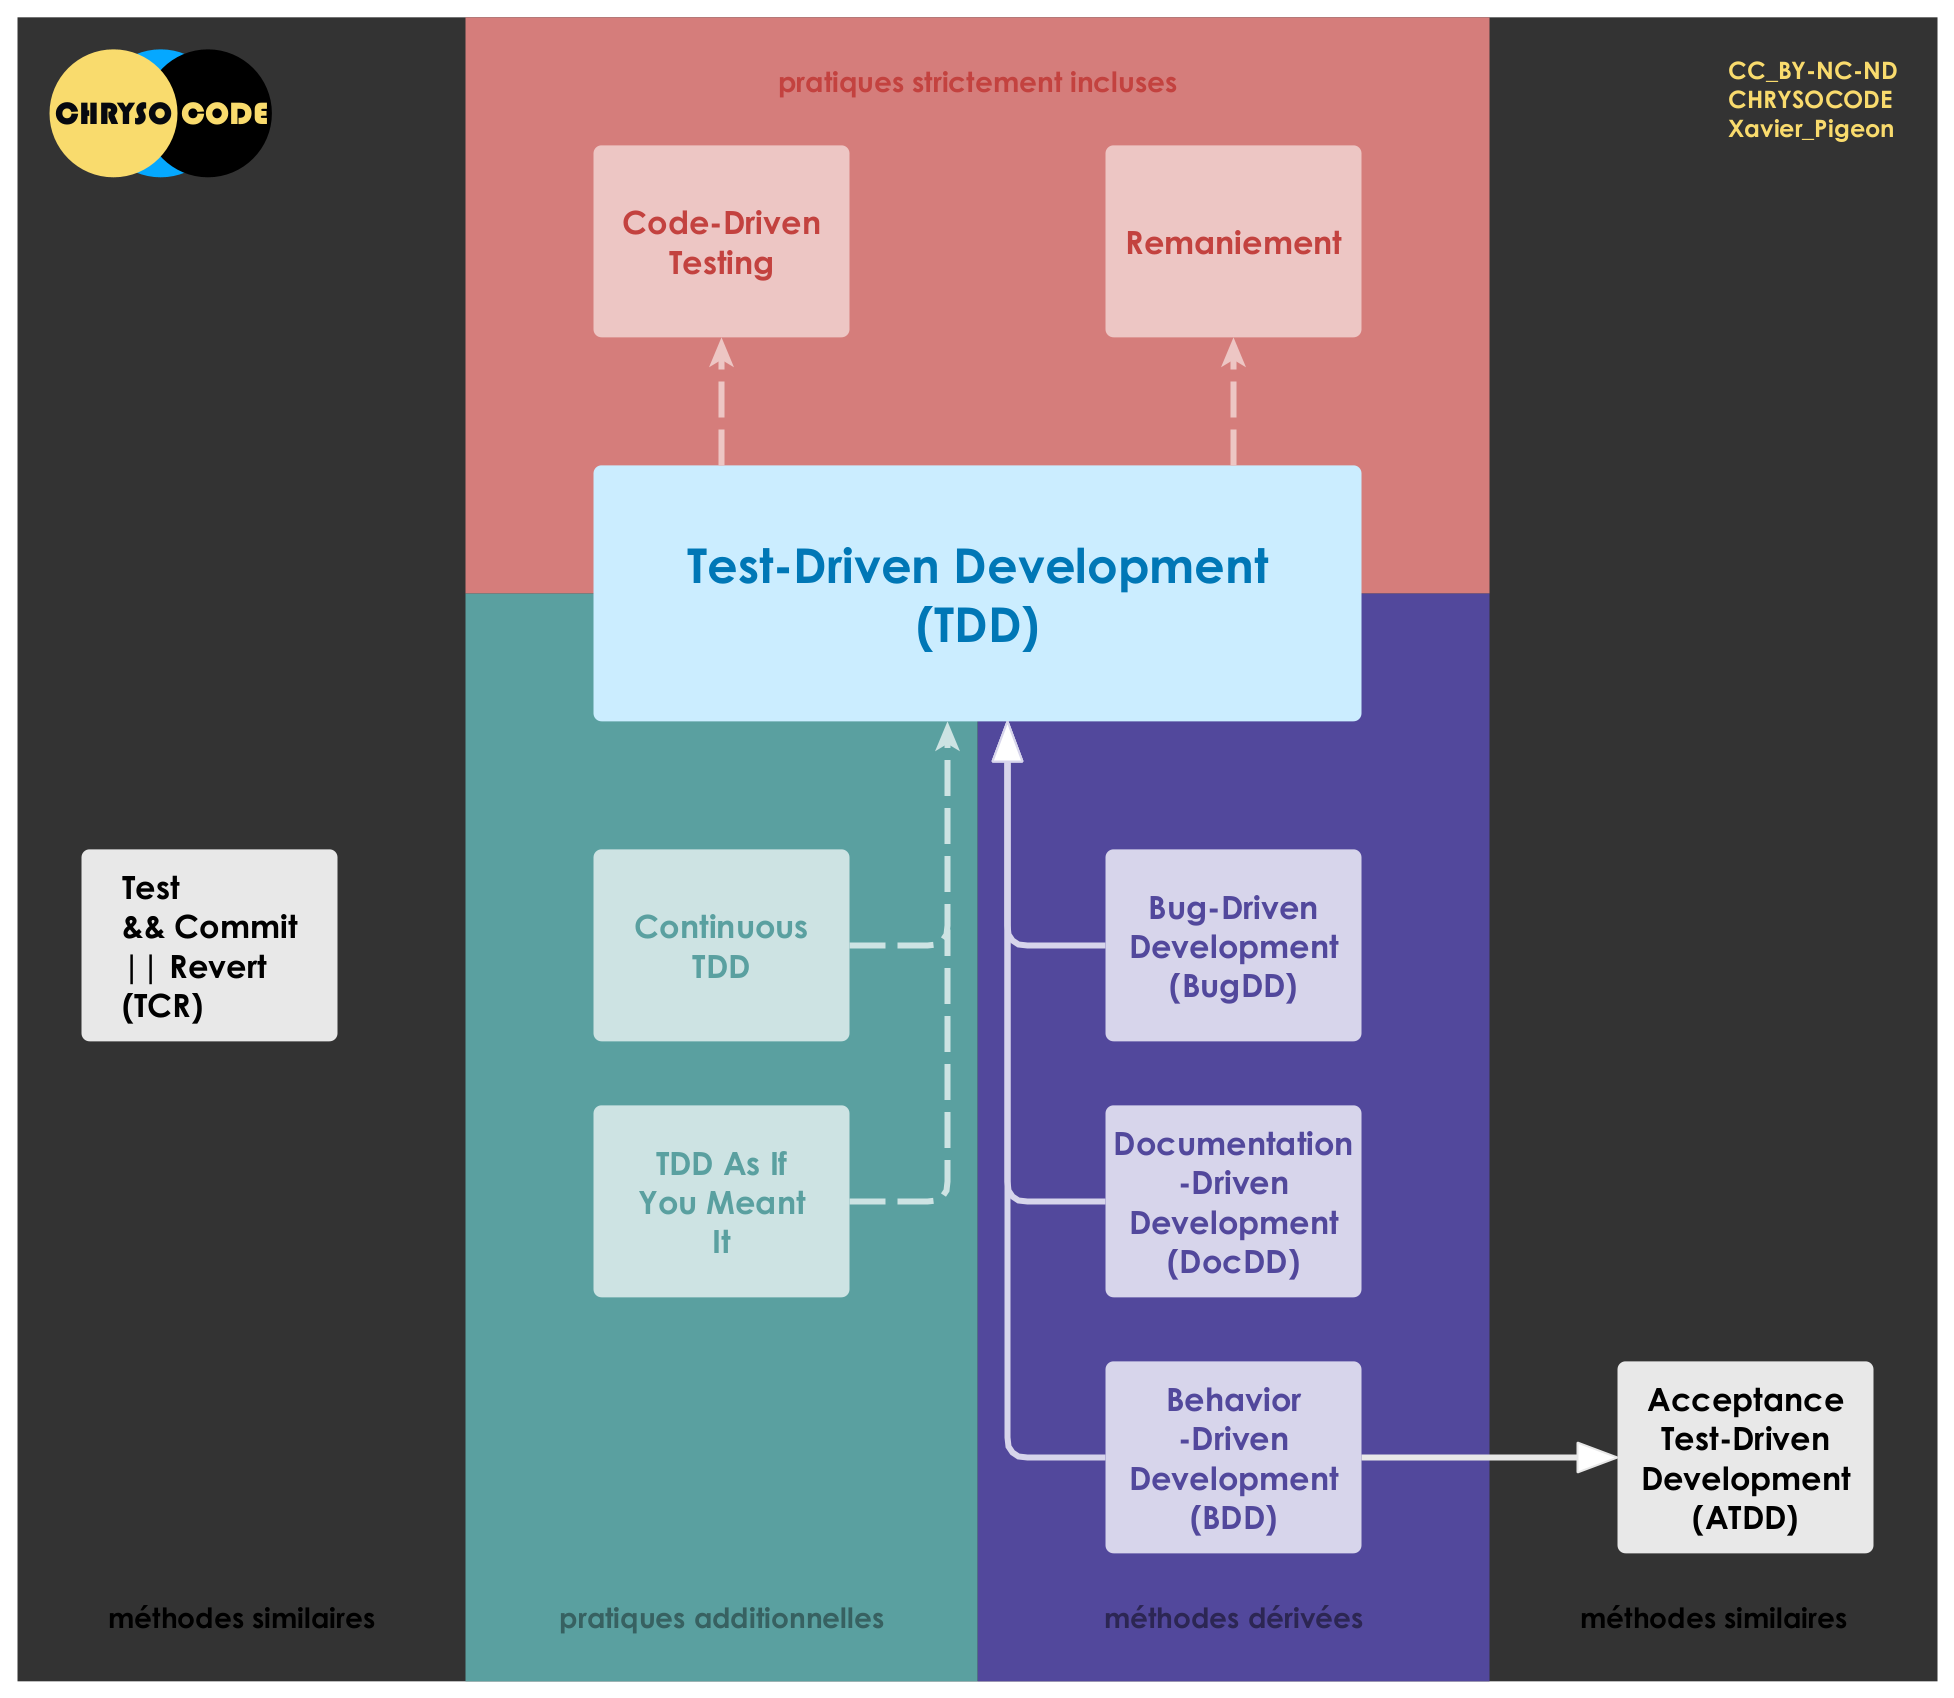 CHRYSO CODE
CC_BY-NC-ND
CHRYSOCODE
Xavier_Pigeon
pratiques strictement incluses
Code-Driven
Testing
Remaniement
Test-Driven Development
(TDD)
Test
&& Commit
|| Revert
(TCR)
Continuous
TDD
Bug-Driven
Development
(BugDD)
TDD As If
You Meant
It
Documentation
-Driven
Development
(DocDD)
Behavior
-Driven
Development
(BDD)
Acceptance
Test-Driven
Development
(ATDD)
méthodes similaires
pratiques additionnelles
méthodes dérivées
méthodes similaires